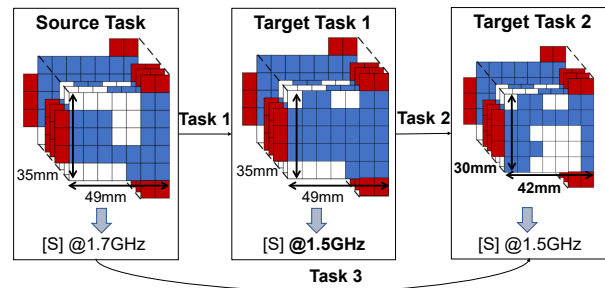 Source Task
Target Task 1
Target Task 2
Task 1
Task 2
35mm
49mm
35mm
49mm
30mm
42mm
[S] @1.7GHz
[S] @1.5GHz
[S] @1.5GHz
Task 3